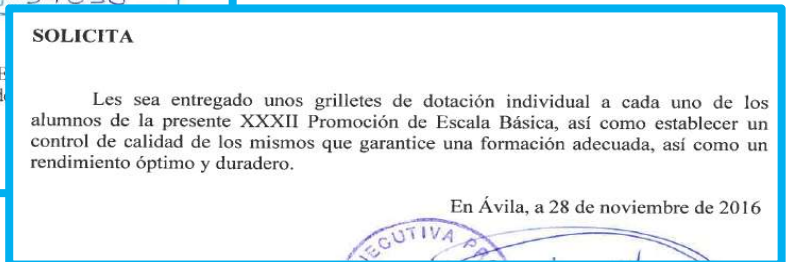 SOLICITA
Les sea entregado unos grilletes de dotación individual a cada uno de los
alumnos de la presente XXXII Promoción de Escala Básica, así como establecer un
control de calidad de los mismos que garantice una formación adecuada, así como un
rendimiento óptimo y duradero.
En Ávila, a 28 de noviembre de 2016